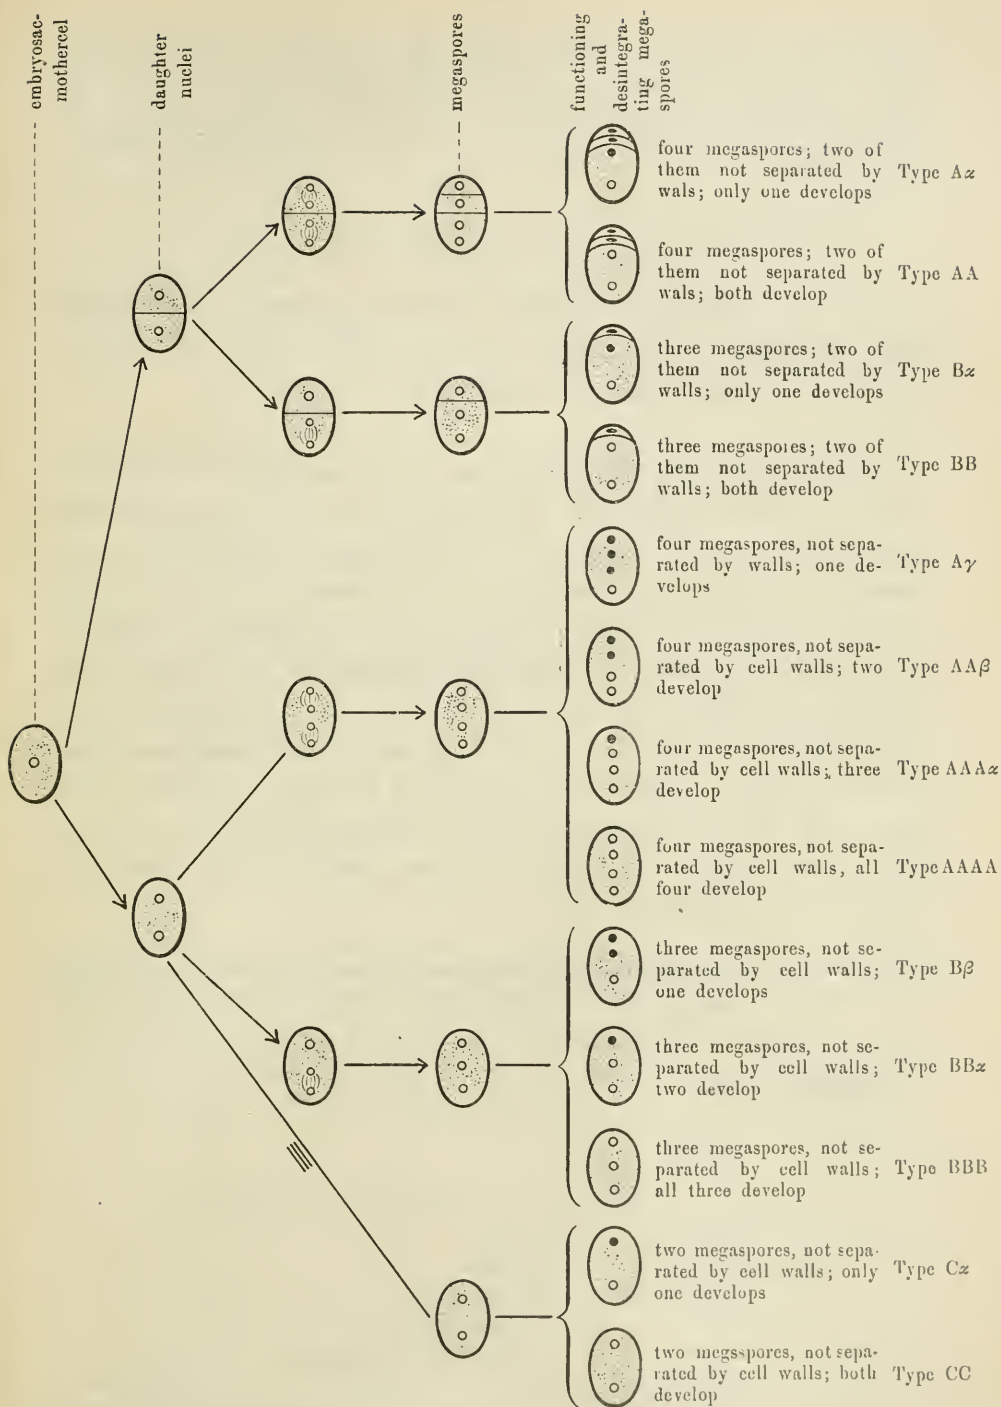 embryosac-
mothercel
daughter
nuclei
megaspores
functioning
and
desintegra-
ting mega-
spores
four megaspores; two of
them not separated by
wals; only one develops
Type Aα
four megaspores; two of
them not separated by
wals; both develop
Type AA
three megaspores; two of
them not separated by
walls; only one develops
Type Bα
three megaspoies; two of
them not separated by
walls; both develop
Type BB
four megaspores, not sepa-
rated by walls; one de-
velops
Type Aγ
four megaspores, not sepa-
rated by cell walls; two
develop
Type AAβ
four megaspores, not sepa-
rated by cell walls; three
develop
Type AAAα
four megaspores, not sepa-
rated by cell walls, all
four develop
Type AAAA
three megaspores, not se-
parated by cell walls;
one develops
Type Bβ
three megaspores, not se-
parated by cell walls;
two develop
Type BBα
three megaspores, not se-
parated by cell walls;
all three develop
Type BBB
two megaspores, not sepa-
rated by cell walls; only
one develops
Type Cα
two megsspores, not sepa-
rated by cell walls; both
develop
Type CC